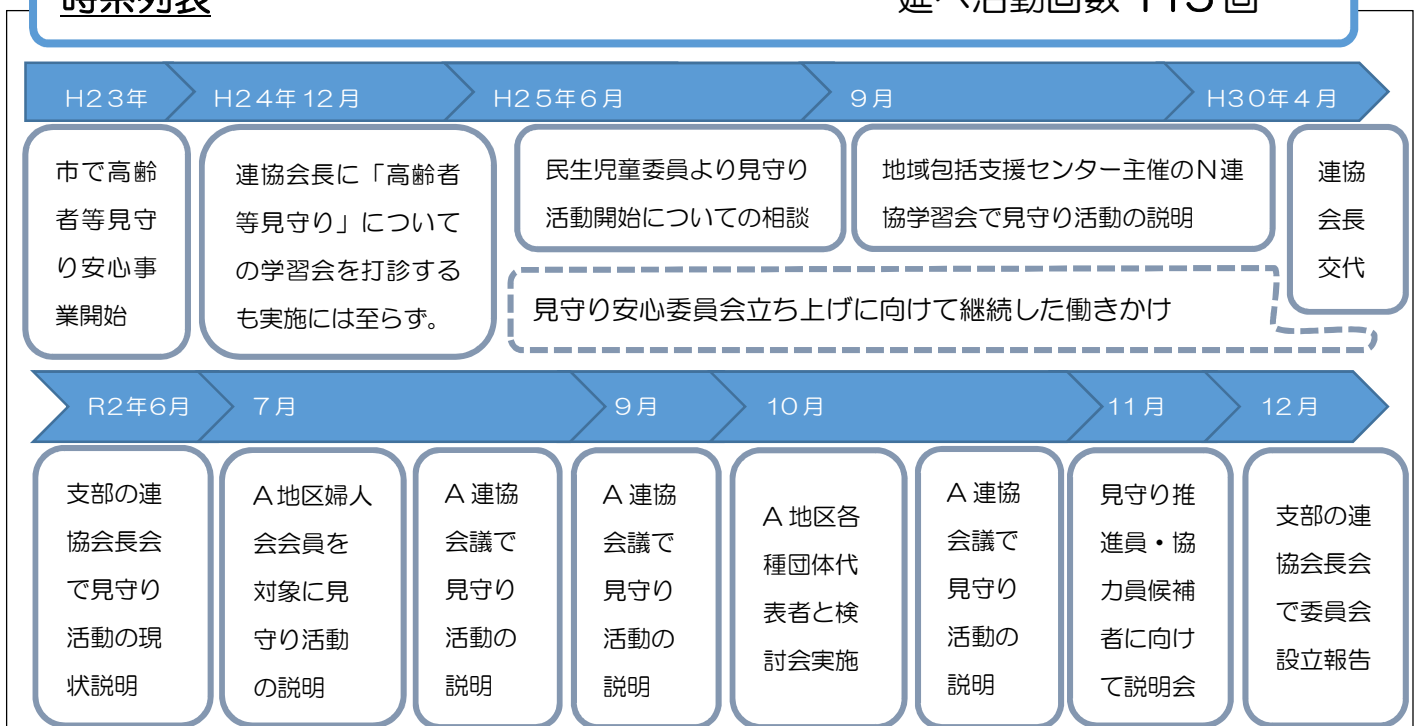 時系列表
延べ活動回数 113 回
H23年
H24年12月
H25年6月
9月
H30年4月
市で高齢
者等見守
り安心事
業開始
連協会長に「高齢者
等見守り」について
の学習会を打診する
も実施には至らず。
民生児童委員より見守り
活動開始についての相談
地域包括支援センター主催のN連
協学習会で見守り活動の説明
連協
会長
交代
見守り安心委員会立ち上げに向けて継続した働きかけ
R2年6月
7月
9月
10月
11月
12月
支部の連
協会長会
で見守り
活動の現
状説明
A地区婦人
会会員を
対象に見
守り活動
の説明
A 連協
会議で
見守り
活動の
説明
A 連協
会議で
見守り
活動の
説明
A 地区各
種団体代
表者と検
討会実施
A 連協
会議で
見守り
活動の
説明
見守り推
進員・協
力員候補
者に向け
て説明会
支部の連
協会長会
で委員会
設立報告